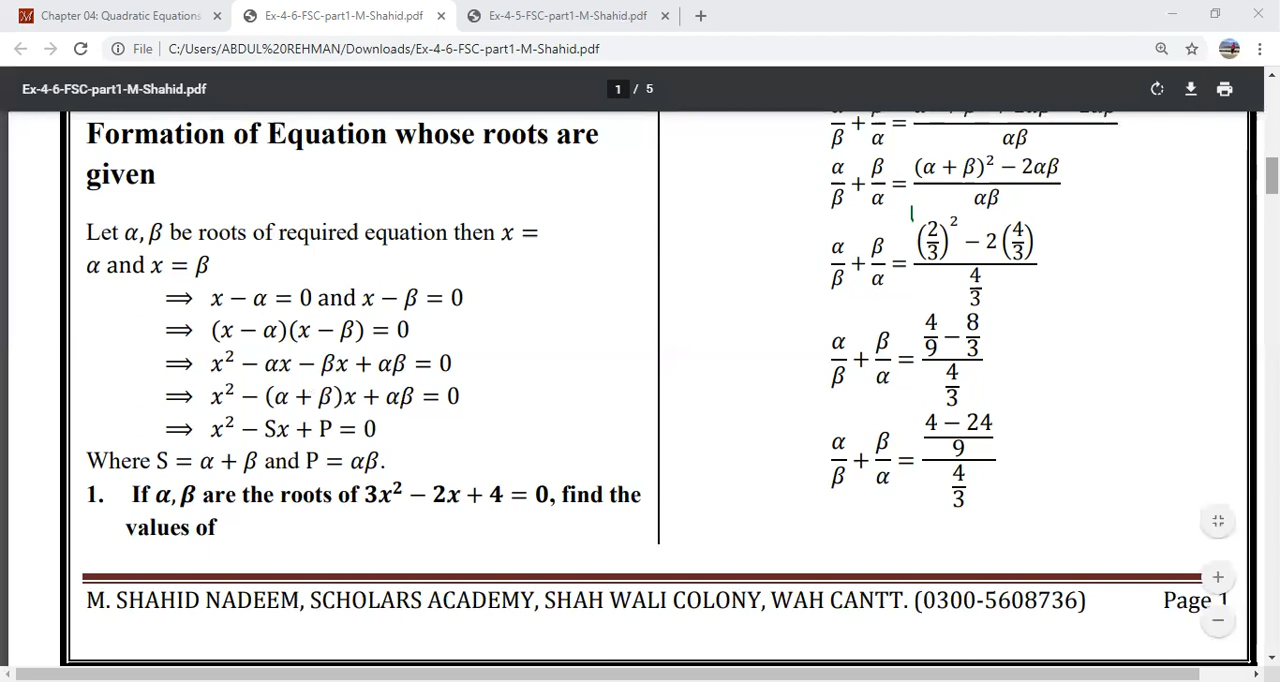 Chapter 04: Quadratic Equations
Ex-4-6-FSC-part1-M-Shahid.pdf
Ex-4-5-FSC-part1-M-Shahid.pdf
File | C:/Users/ABDUL%20REHMAN/Downloads/Ex-4-6-FSC-part1-M-Shahid.pdf
Ex-4-6-FSC-part1-M-Shahid.pdf
1 / 5
Formation of Equation whose roots are
given
Let α, β be roots of required equation then x =
α and x = β
⟹ x − α = 0 and x − β = 0
⟹ (x − α)(x − β) = 0
⟹ x² − αx − βx + αβ = 0
⟹ x² − (α + β)x + αβ = 0
⟹ x² − Sx + P = 0
Where S = α + β and P = αβ.
1. If α, β are the roots of 3x² − 2x + 4 = 0, find the
values of
α/β + β/α = ((α + β)² − 2αβ)/(αβ)
α/β + β/α = ((2/3)² − 2(4/3))/(4/3)
α/β + β/α = (4/9 − 8/3)/(4/3)
α/β + β/α = ((4 − 24)/9)/(4/3)
M. SHAHID NADEEM, SCHOLARS ACADEMY, SHAH WALI COLONY, WAH CANTT. (0300-5608736)
Page 1